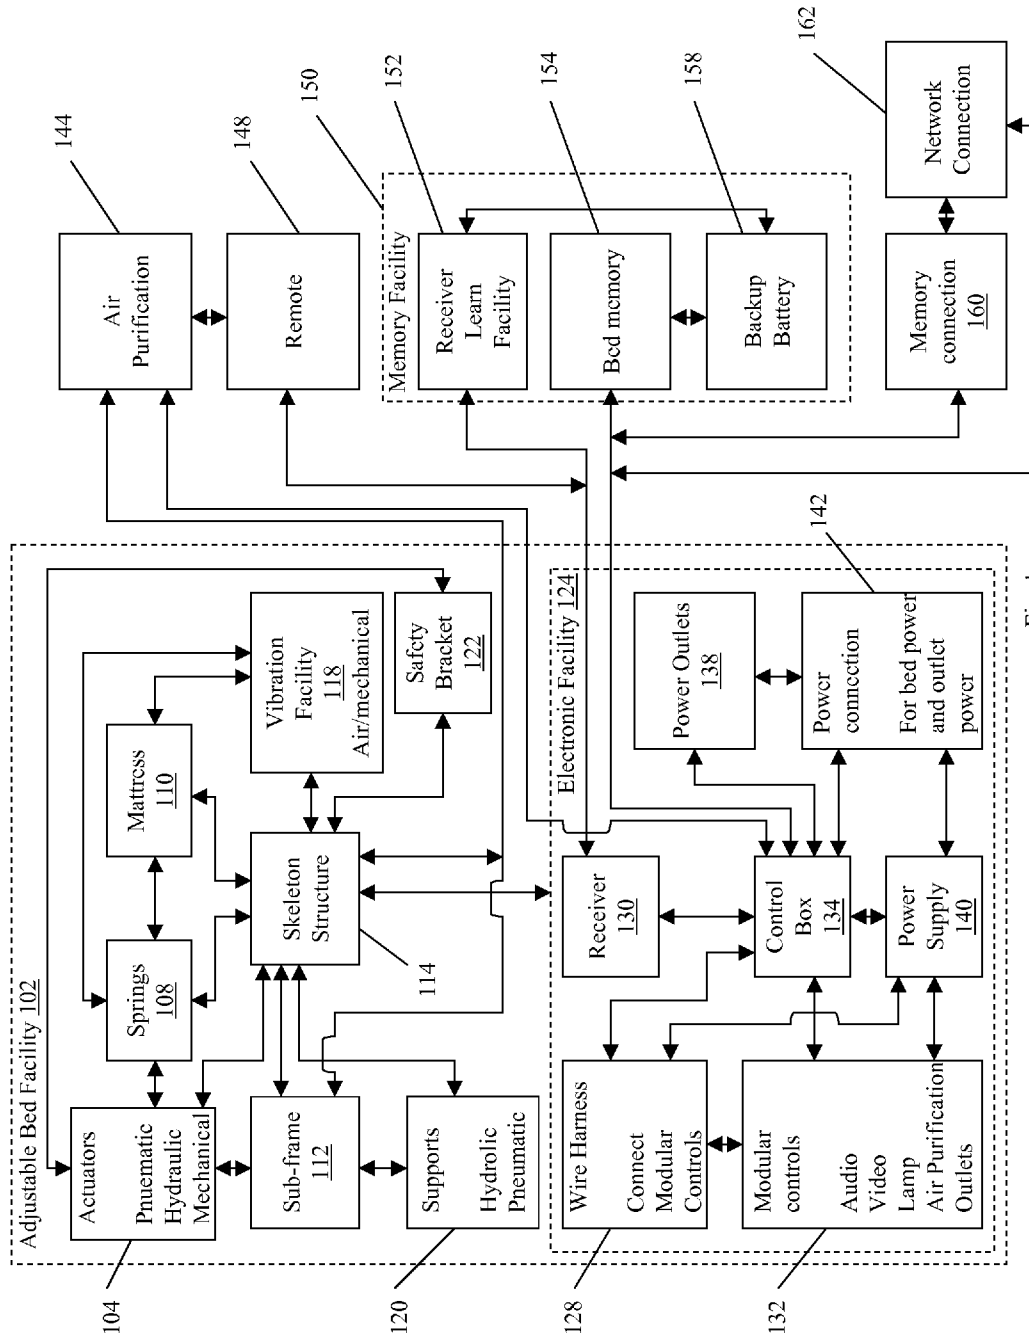 Adjustable Bed Facility 102
Actuators
Pnuematic
Hydraulic
Mechanical
104
Springs
108
Mattress
110
Sub-frame
112
Skeleton
Structure
114
Vibration
Facility
118
Air/mechanical
Supports
Hydrolic
Pneumatic
120
Safety
Bracket
122
Electronic Facility 124
Wire Harness
Connect
Modular
Controls
128
Receiver
130
Modular
controls
Audio
Video
Lamp
Air Purification
Outlets
132
Control
Box
134
Power Outlets
138
Power
Supply
140
Power
connection
For bed power
and outlet
power
142
Air
Purification
144
Remote
148
Memory Facility
150
Receiver
Learn
Facility
152
Bed memory
154
Backup
Battery
158
Memory
connection
160
Network
Connection
162